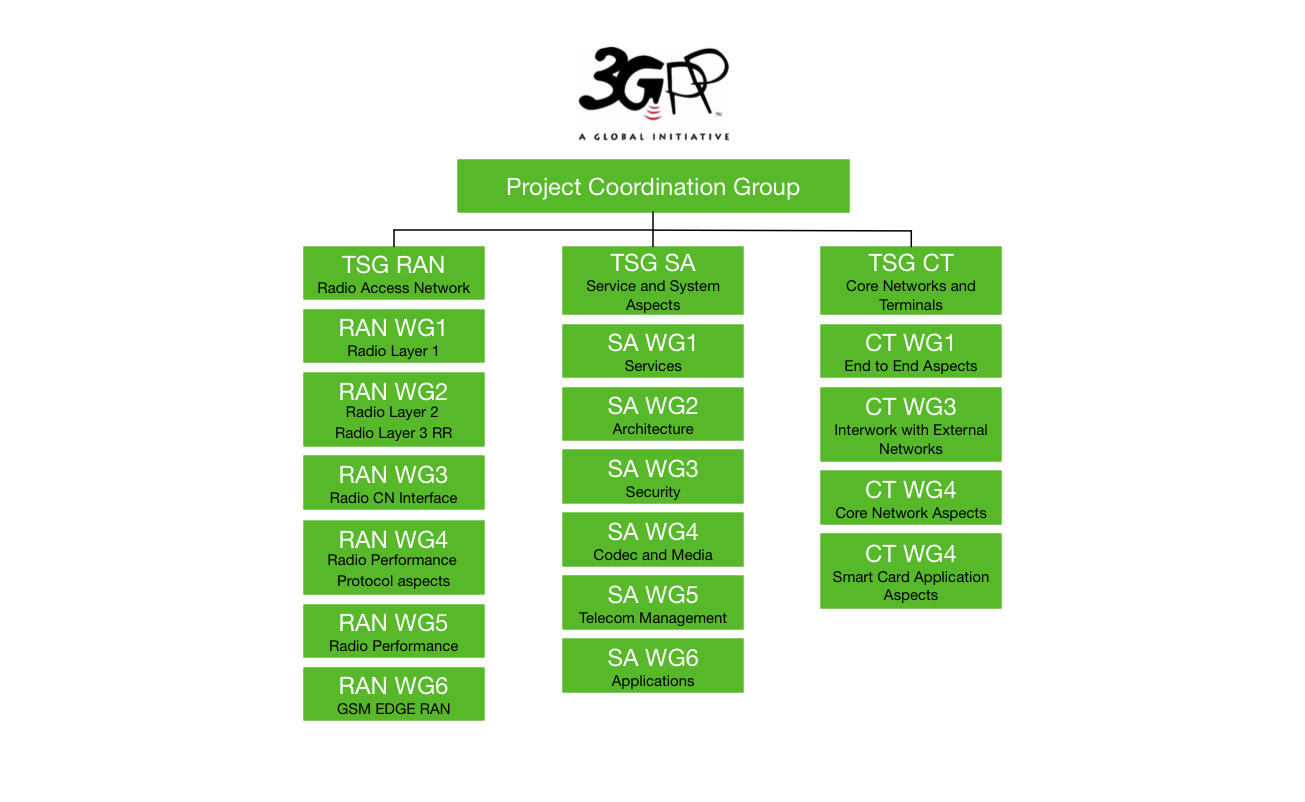 3GPP
TM
A GLOBAL INITIATIVE
Project Coordination Group
TSG RAN
Radio Access Network
RAN WG1
Radio Layer 1
RAN WG2
Radio Layer 2
Radio Layer 3 RR
RAN WG3
Radio CN Interface
RAN WG4
Radio Performance
Protocol aspects
RAN WG5
Radio Performance
RAN WG6
GSM EDGE RAN
TSG SA
Service and System
Aspects
SA WG1
Services
SA WG2
Architecture
SA WG3
Security
SA WG4
Codec and Media
SA WG5
Telecom Management
SA WG6
Applications
TSG CT
Core Networks and
Terminals
CT WG1
End to End Aspects
CT WG3
Interwork with External
Networks
CT WG4
Core Network Aspects
CT WG4
Smart Card Application
Aspects